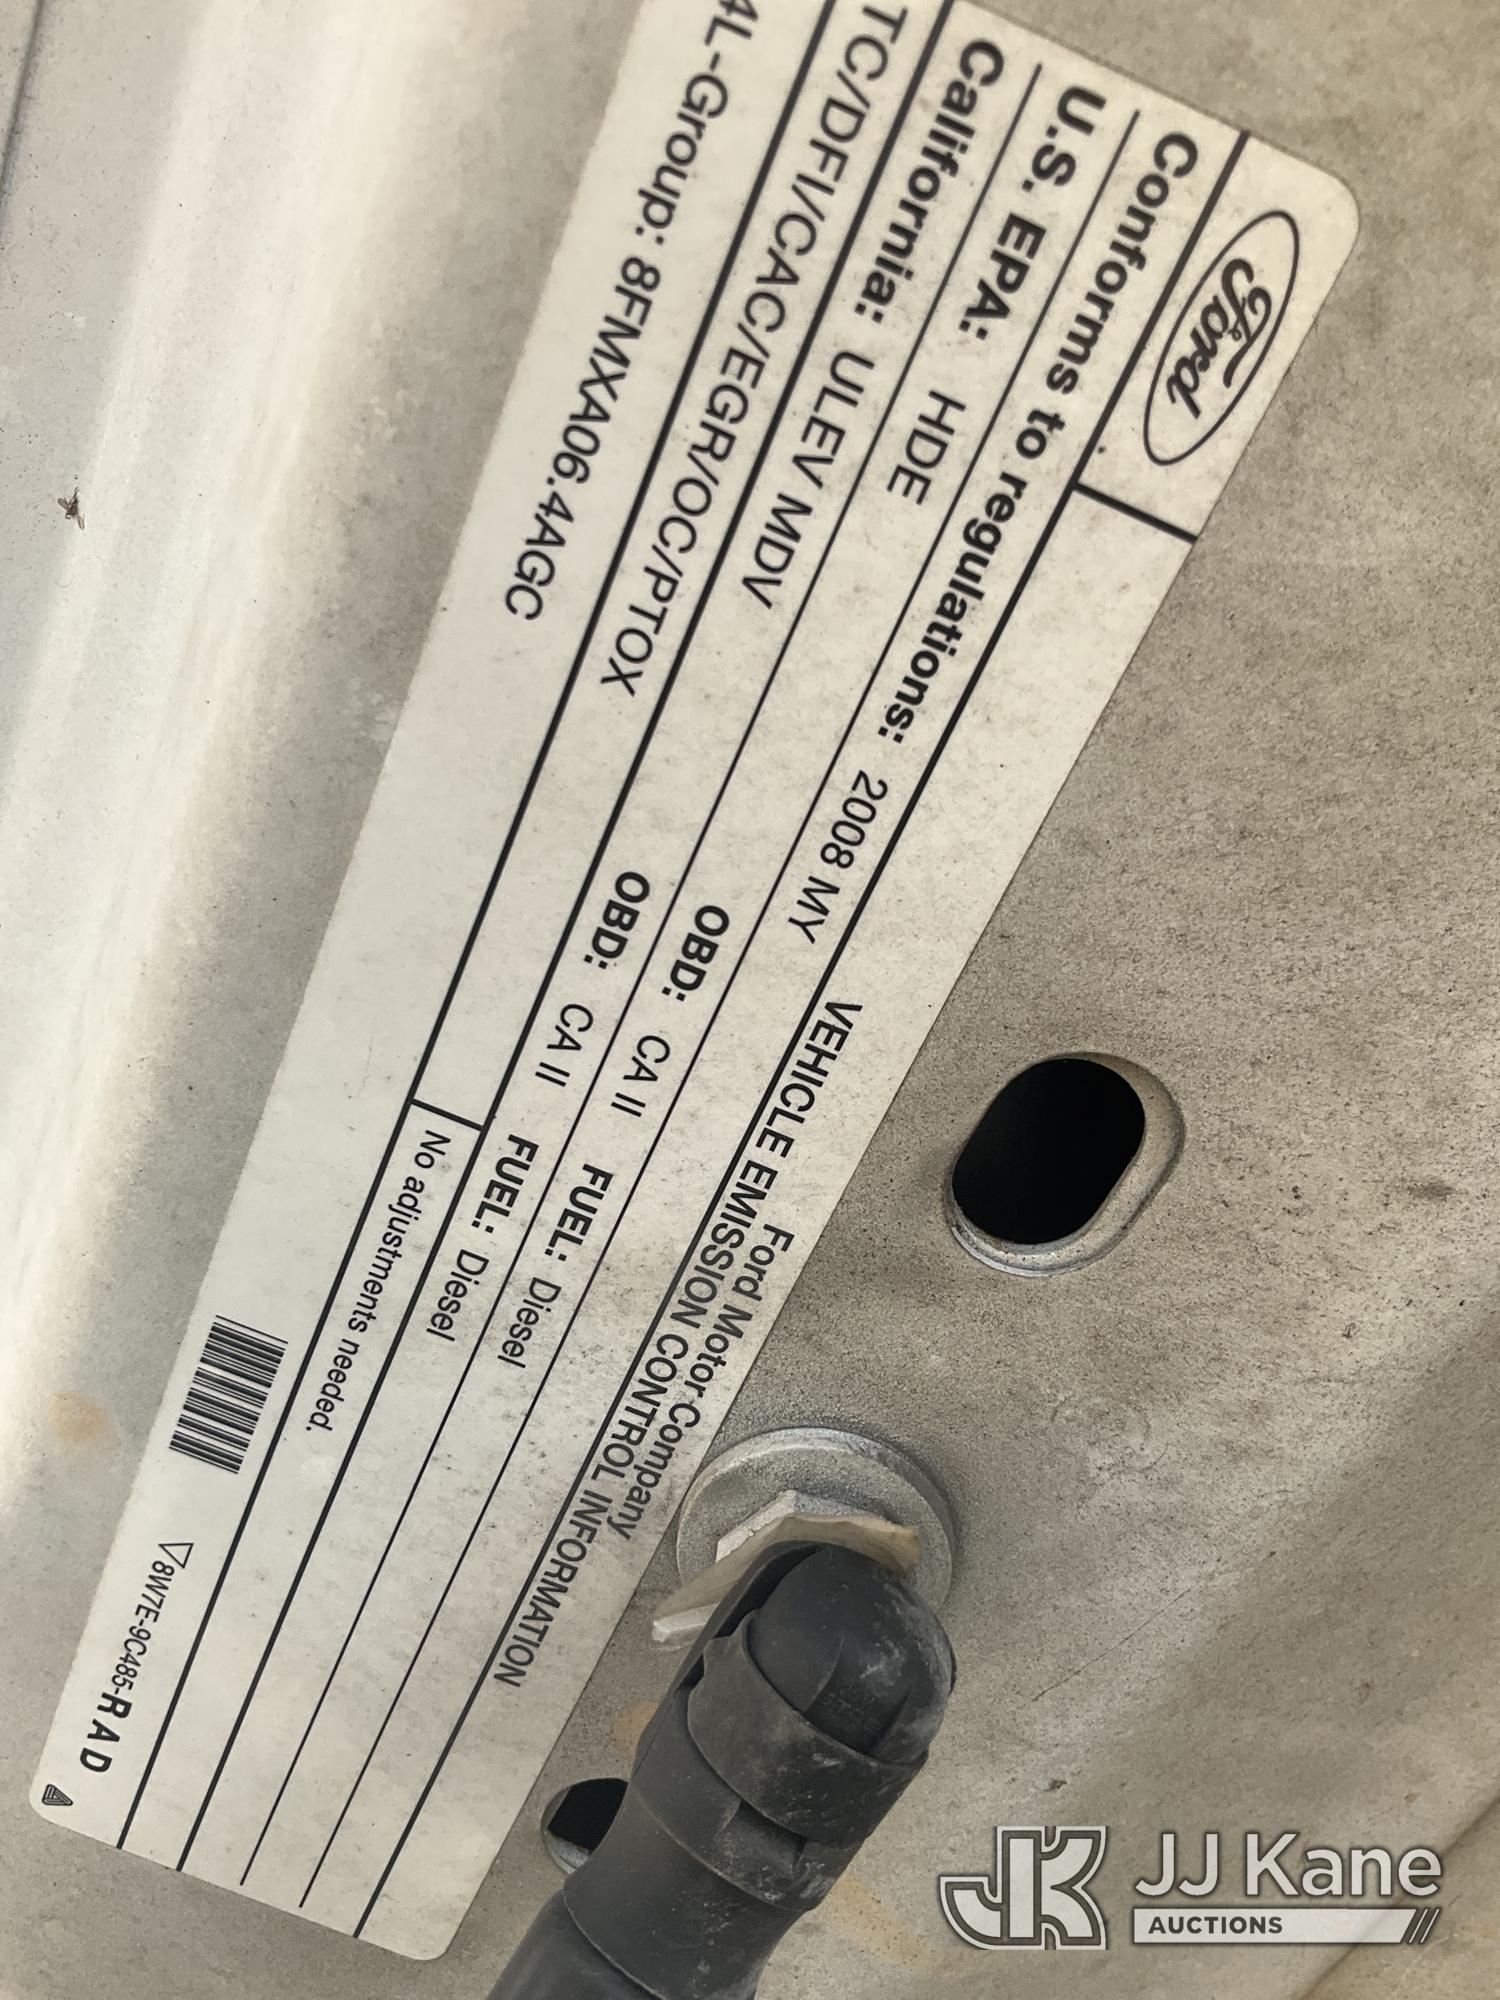 Ford
Ford Motor Company
VEHICLE EMISSION CONTROL INFORMATION
Conforms to regulations: 2008 MY
U.S. EPA: HDE OBD: CA II FUEL: Diesel
California: ULEV MDV OBD: CA II FUEL: Diesel
TC/DFI/CAC/EGR/OC/PTOX No adjustments needed.
4L-Group: 8FMXA06.4AGC
8W7E-9C485-RAD
JJ Kane
AUCTIONS